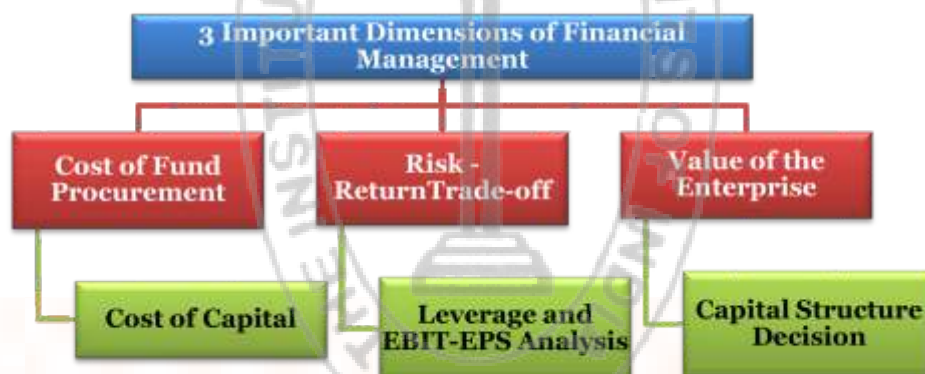 3 Important Dimensions of Financial
Management
Cost of Fund
Procurement
Risk -
ReturnTrade-off
Value of the
Enterprise
Cost of Capital
Leverage and
EBIT-EPS Analysis
Capital Structure
Decision